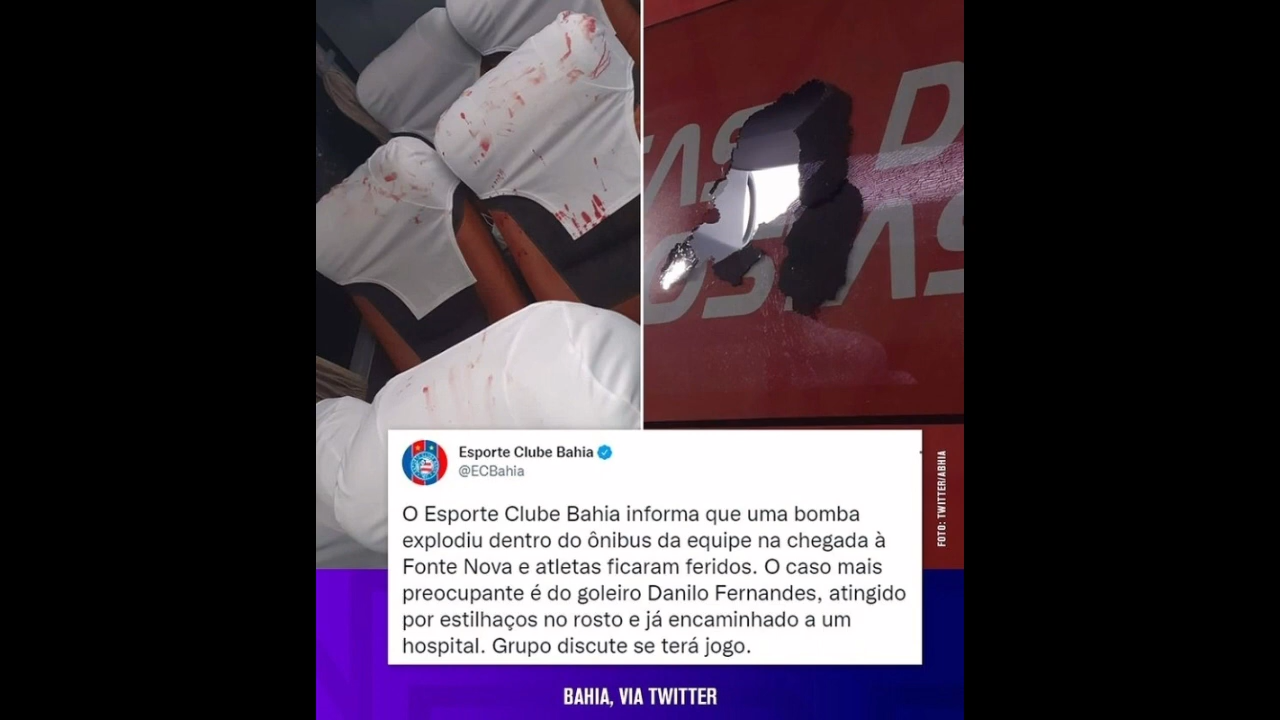 Esporte Clube Bahia
@ECBahia
O Esporte Clube Bahia informa que uma bomba
explodiu dentro do ônibus da equipe na chegada à
Fonte Nova e atletas ficaram feridos. O caso mais
preocupante é do goleiro Danilo Fernandes, atingido
por estilhaços no rosto e já encaminhado a um
hospital. Grupo discute se terá jogo.
FOTO: TWITTER/ABHIA
BAHIA, VIA TWITTER